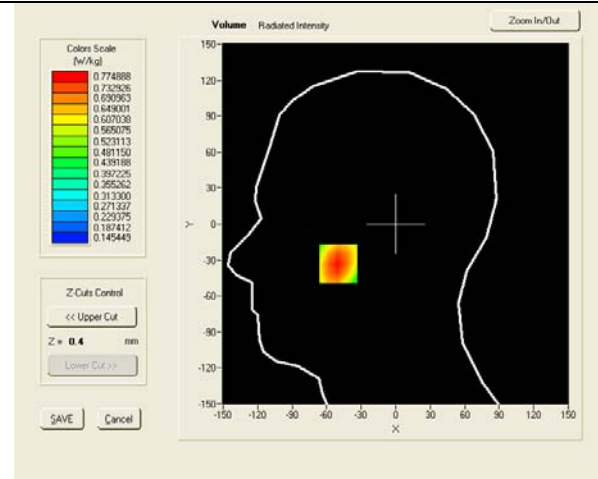 Volume Radiated Intensity
Zoom In/Out
Colors Scale
(W/kg)
0.774888
0.732926
0.690963
0.649001
0.607038
0.565075
0.523113
0.481150
0.439188
0.397225
0.355262
0.313300
0.271337
0.229375
0.187412
0.145449
Z-Cuts Control
<< Upper Cut
Z = 0.4 mm
Lower Cut >>
SAVE Cancel
150
120
90
60
30
0
-30
-60
-90
-120
-150
Y
-150 -120 -90 -60 -30 0 30 60 90 120 150
X